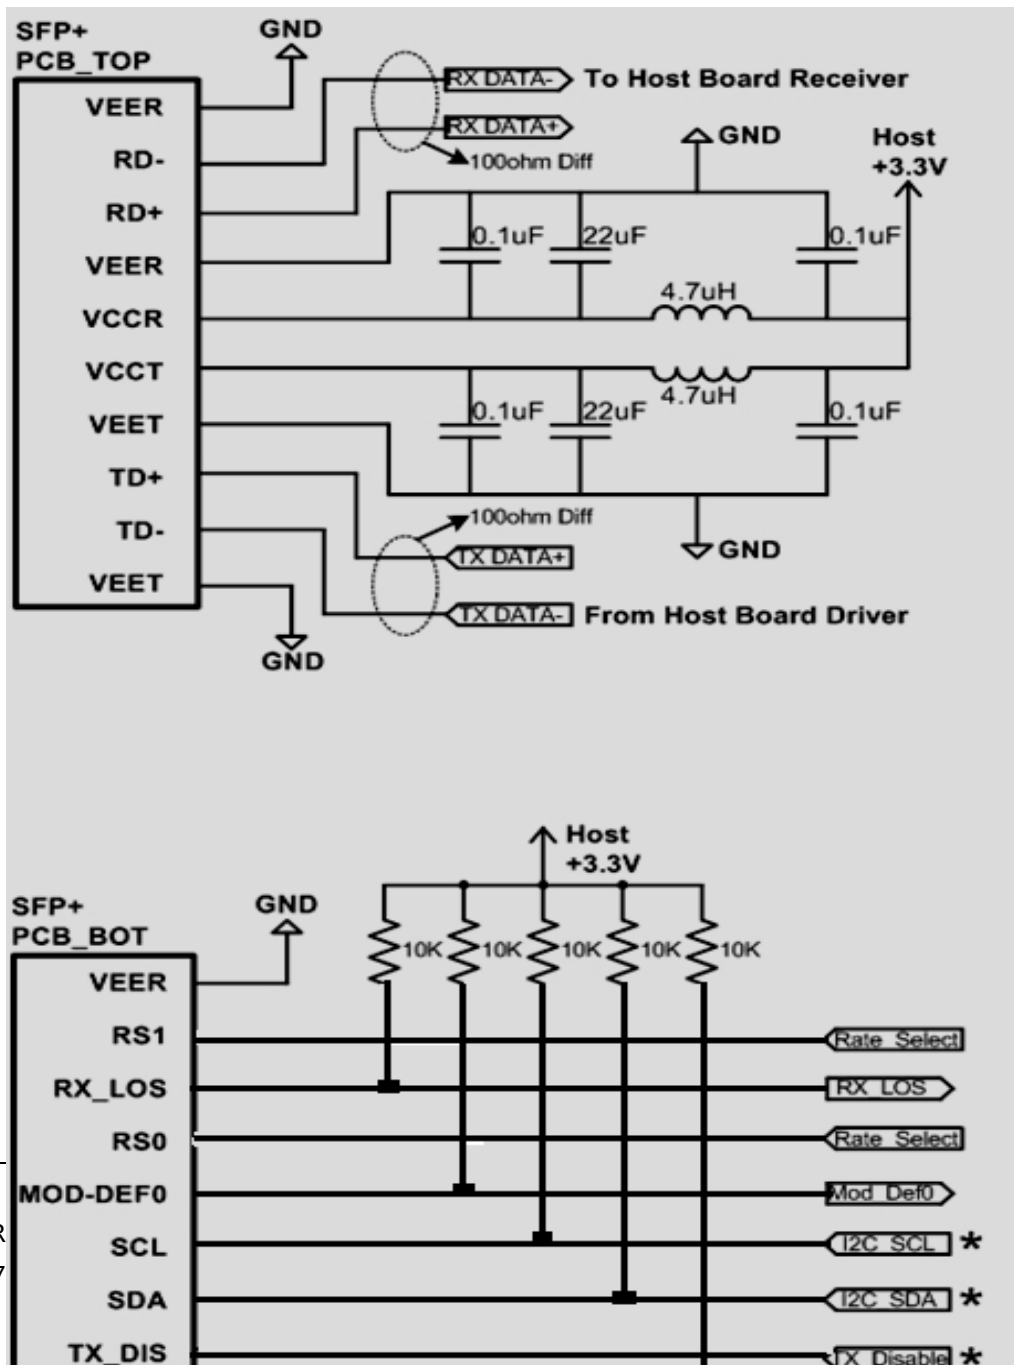 SFP+
PCB_TOP
GND
VEER
RD-
RD+
VEER
VCCR
VCCT
VEET
TD+
TD-
VEET
GND
RX DATA-
To Host Board Receiver
RX DATA+
100ohm Diff
GND
Host
+3.3V
0.1uF
22uF
0.1uF
4.7uH
4.7uH
0.1uF
22uF
0.1uF
100ohm Diff
TX DATA+
GND
TX DATA-
From Host Board Driver
Host
+3.3V
SFP+
PCB_BOT
GND
10K
10K
10K
10K
10K
VEER
RS1
Rate Select
RX_LOS
RX LOS
RS0
Rate Select
MOD-DEF0
Mod Def0
R
SCL
I2C SCL *
7
SDA
I2C SDA *
TX_DIS
TX Disable *